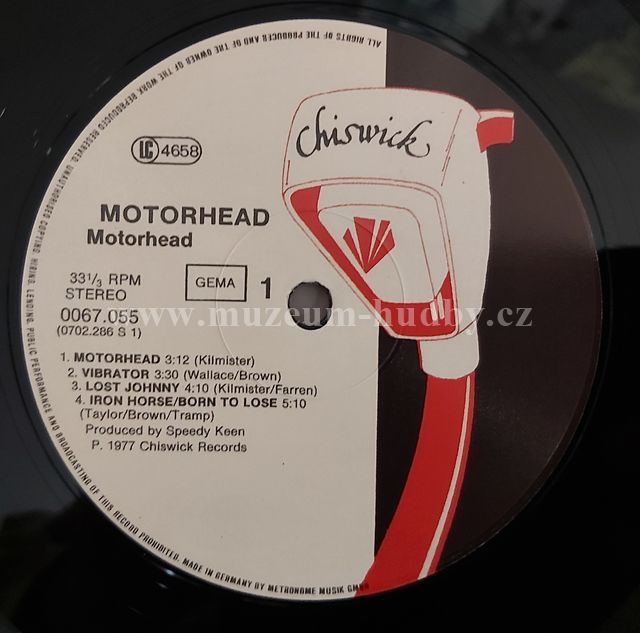 ALL RIGHTS OF THE PRODUCER AND OF THE OWNER OF THE WORK REPRODUCED RESERVED. UNAUTHORISED COPYING, HIRING, LENDING, PUBLIC PERFORMANCE AND BROADCASTING OF THIS RECORD PROHIBITED. MADE IN GERMANY BY METRONOME MUSIK GMBH
Chiswick
LC 4658
MOTORHEAD
Motorhead
33⅓ RPM
STEREO
GEMA
1
0067.055
(0702.286 S 1)
www.muzeum-hudby.cz
1. MOTORHEAD 3:12 (Kilmister)
2. VIBRATOR 3:30 (Wallace/Brown)
3. LOST JOHNNY 4:10 (Kilmister/Farren)
4. IRON HORSE/BORN TO LOSE 5:10
(Taylor/Brown/Tramp)
Produced by Speedy Keen
P. 1977 Chiswick Records